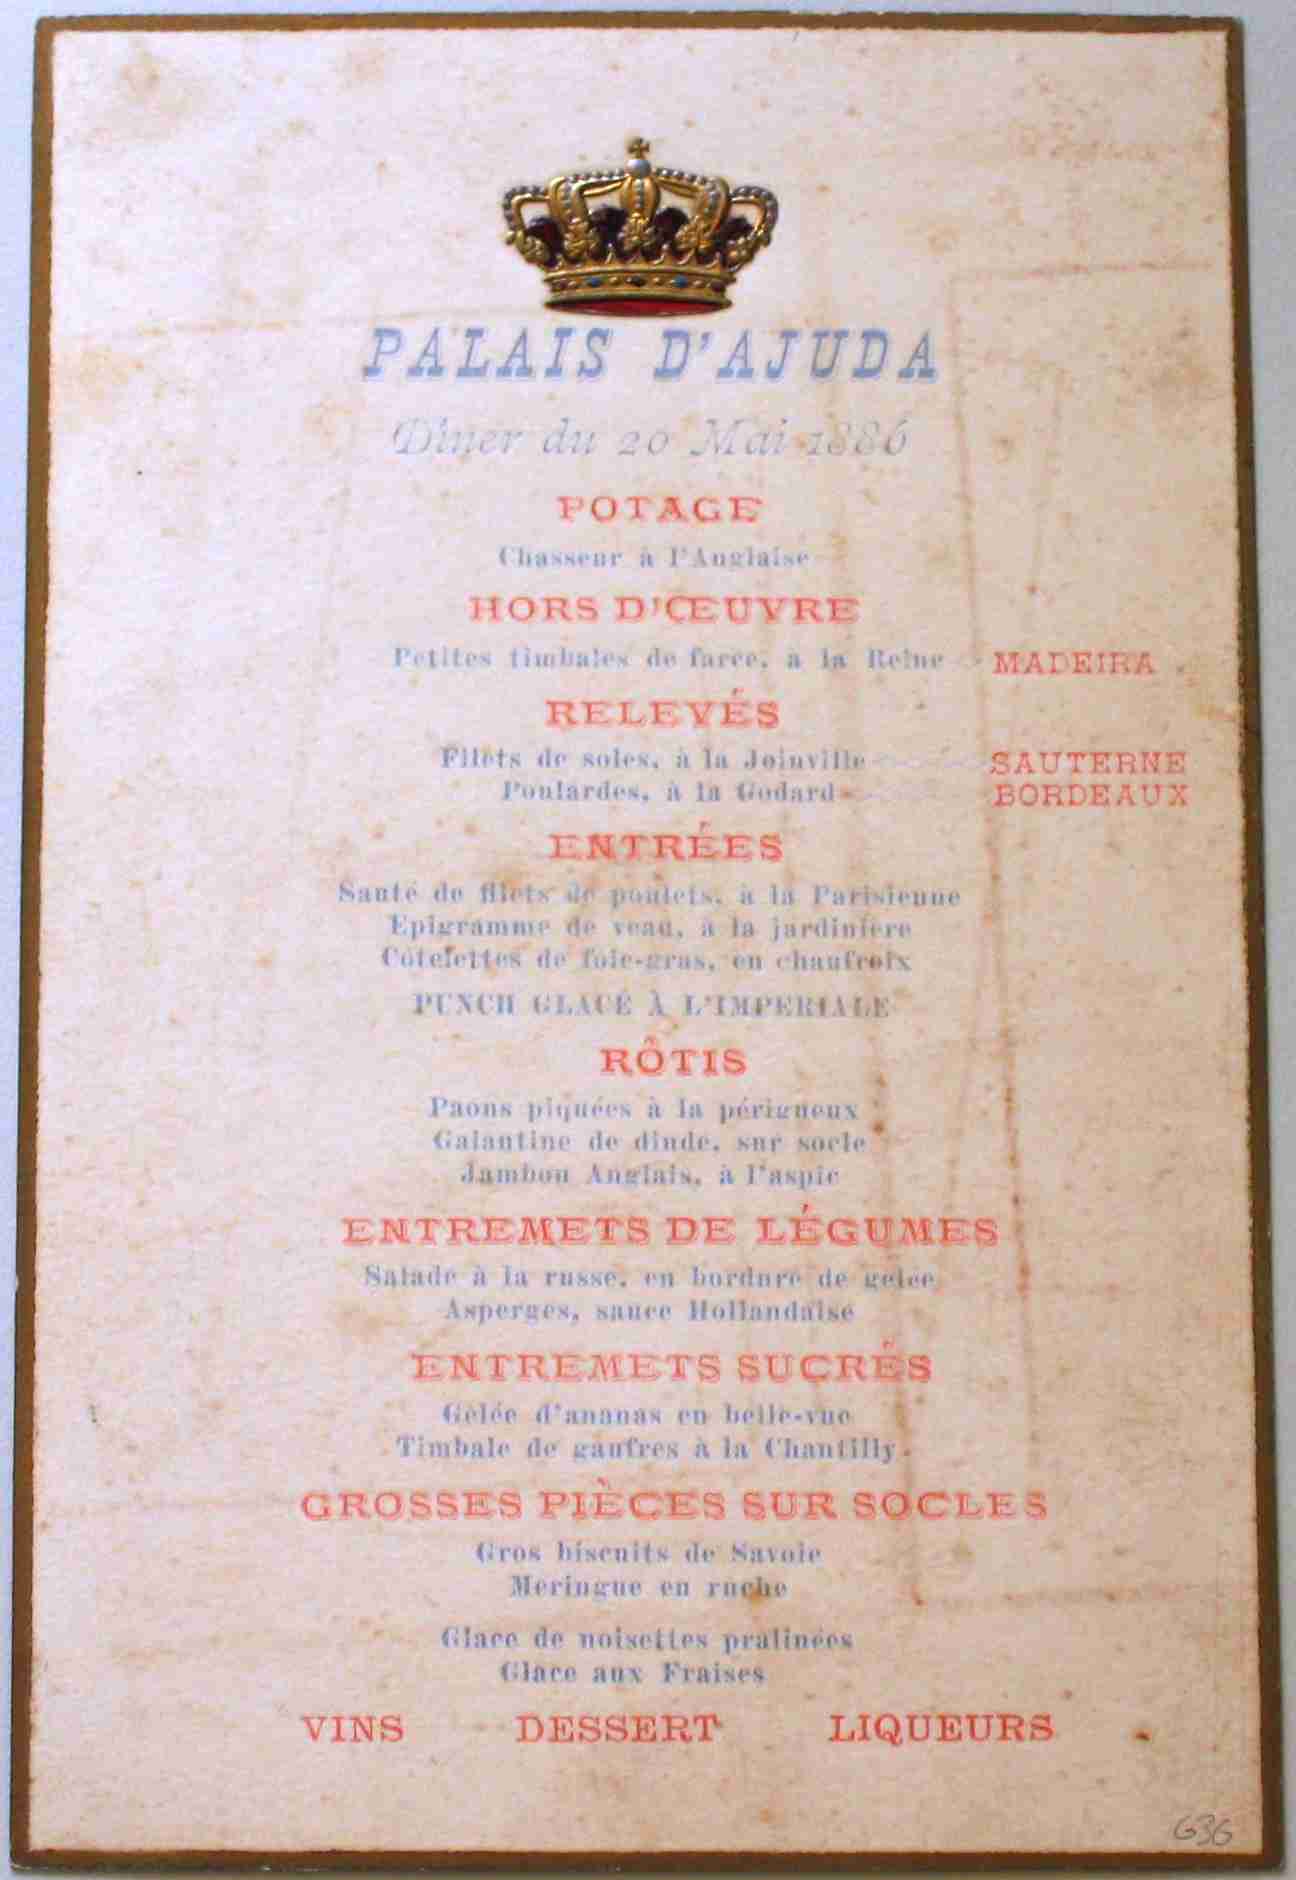 PALAIS D'AJUDA
Dîner du 20 Mai 1886
POTAGE
Chasseur à l'Anglaise
HORS D'ŒUVRE
Petites timbales de farce, à la Reine MADEIRA
RELEVÉS
Filets de soles, à la Joinville SAUTERNE
Poulardes, à la Godard BORDEAUX
ENTRÉES
Santé de filets de poulets, à la Parisienne
Epigramme de veau, à la jardinière
Côtelettes de foie-gras, en chaufroix
PUNCH GLACÉ À L'IMPERIALE
RÔTIS
Paons piquées à la périgueux
Galantine de dinde, sur socle
Jambon Anglais, à l'aspic
ENTREMETS DE LÉGUMES
Salade à la russe, en bordure de gelée
Asperges, sauce Hollandaise
ENTREMETS SUCRÉS
Gelée d'ananas en belle-vue
Timbale de gaufres à la Chantilly
GROSSES PIÈCES SUR SOCLES
Gros biscuits de Savoie
Meringue en ruche
Glace de noisettes pralinées
Glace aux Fraises
VINS DESSERT LIQUEURS
636